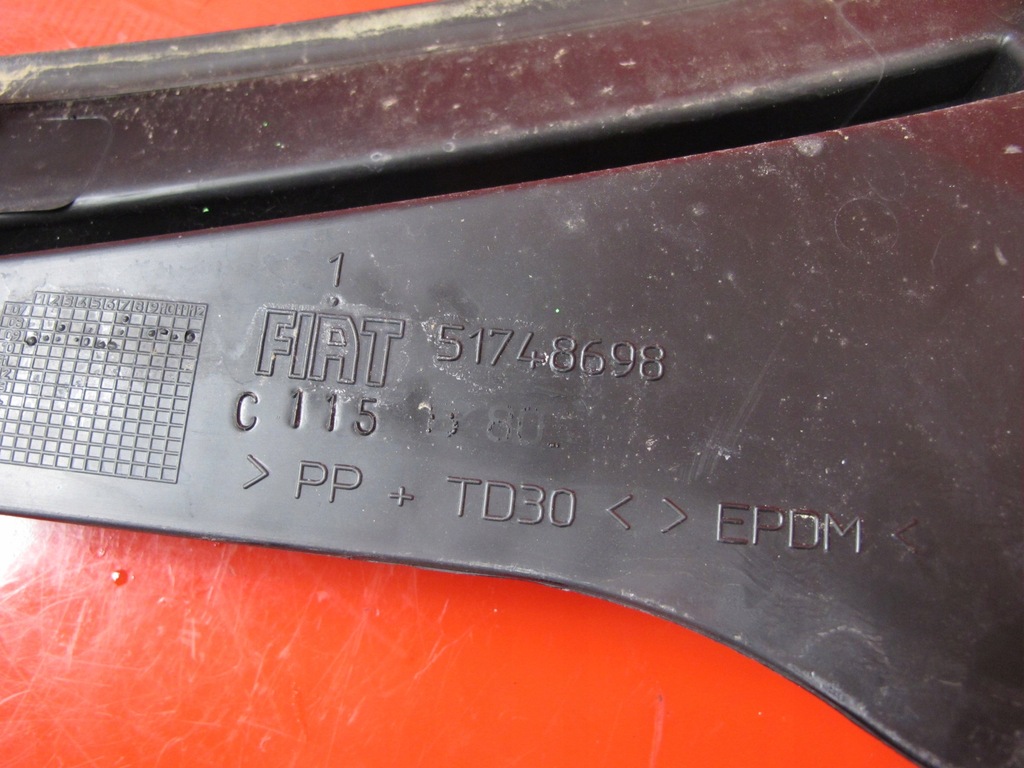 1
FIAT 51748698
C 115
> PP + TD30 < > EPDM <